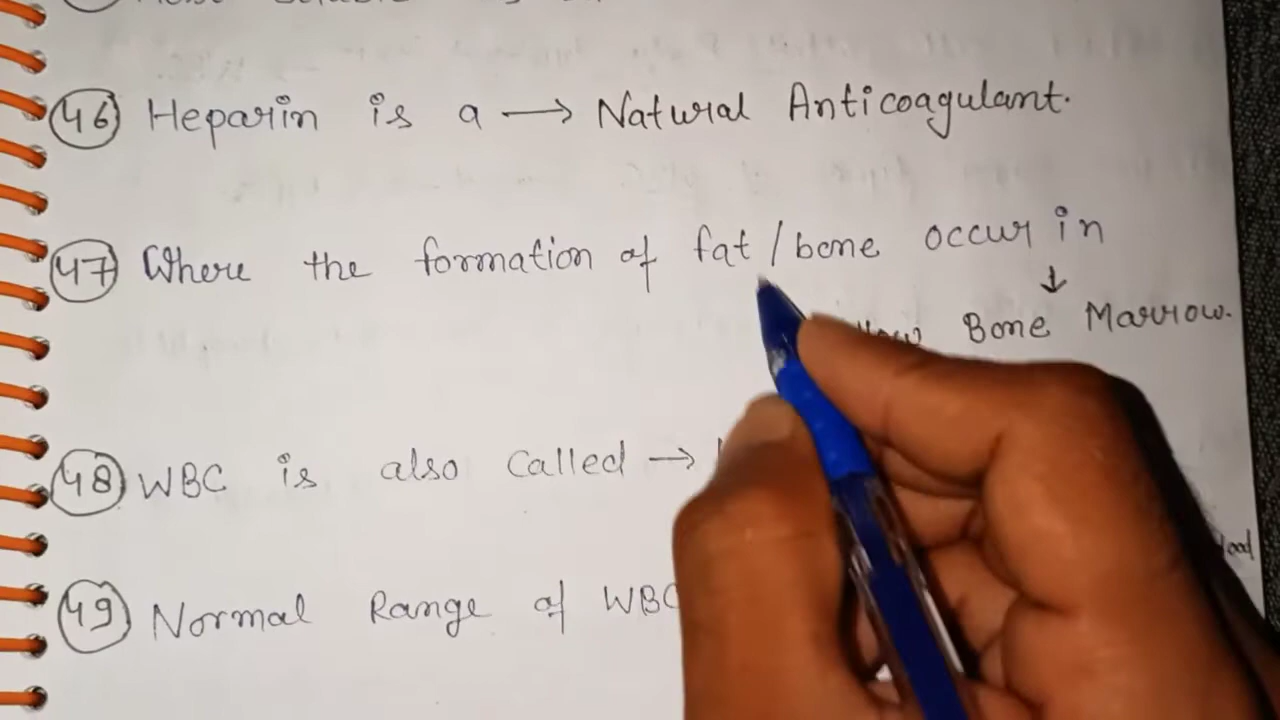 46 Heparin is a → Natural Anticoagulant.
47 Where the formation of fat / bone occur in
↓
Bone Marrow.
48 WBC is also called →
49 Normal Range of WBC